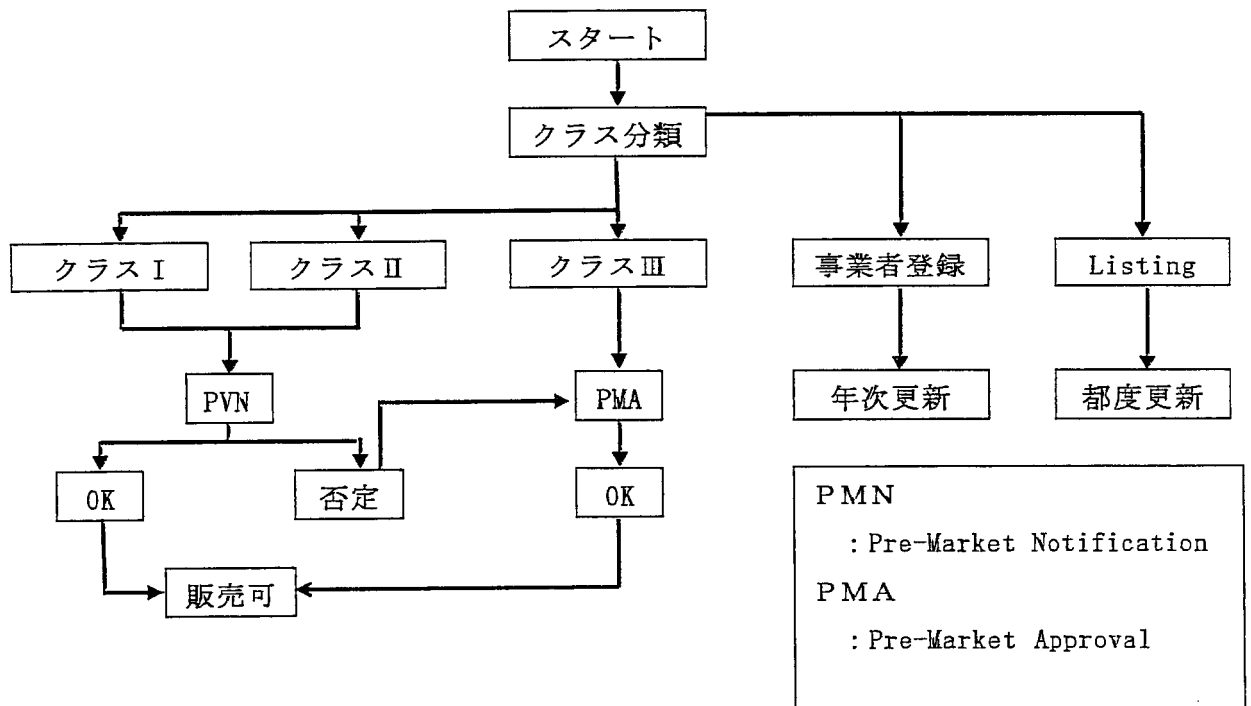 スタート
クラス分類
クラスⅠ
クラスⅡ
クラスⅢ
事業者登録
Listing
PVN
PMA
年次更新
都度更新
OK
否定
OK
販売可
PMN
：Pre-Market Notification
PMA
：Pre-Market Approval